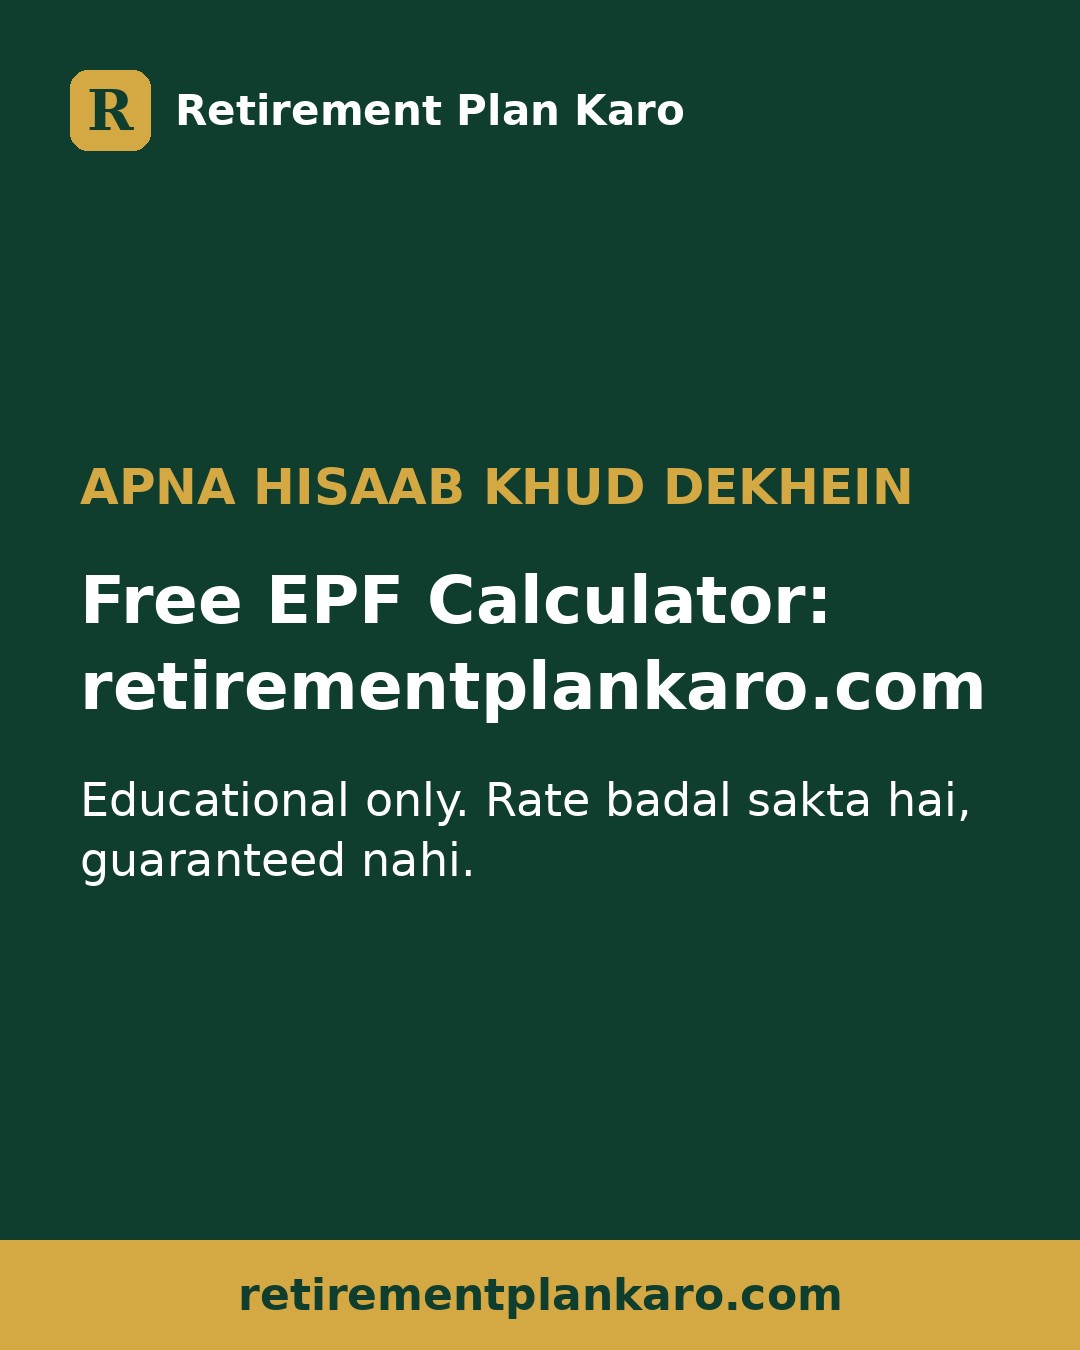 R
Retirement Plan Karo
APNA HISAAB KHUD DEKHEIN
Free EPF Calculator:
retirementplankaro.com
Educational only. Rate badal sakta hai,
guaranteed nahi.
retirementplankaro.com